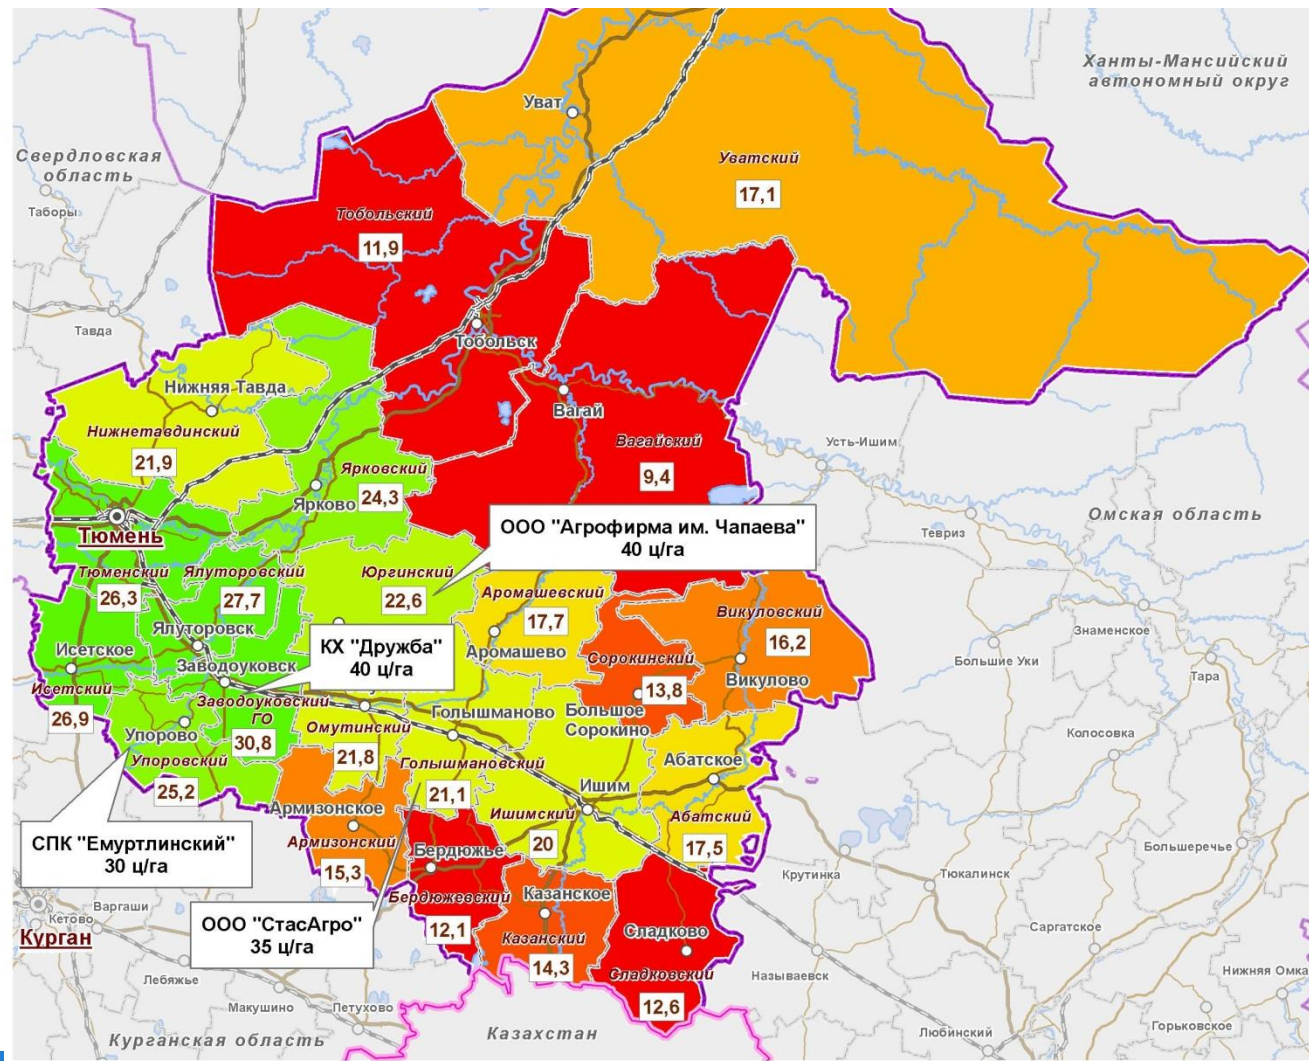 Ханты-Мансийский
автономный округ
Уват
Свердловская
область
Уватский
17,1
Таборы
Тобольский
11,9
Тавда
Тобольск
Нижняя Тавда
Вагай
Нижнетавдинский
21,9
Вагайский
9,4
Усть-Ишим
Ярковский
24,3
Ярково
ООО "Агрофирма им. Чапаева"
40 ц/га
Омская область
Тевриз
Тюмень
Тюменский
26,3
Ялуторовский
27,7
Юргинский
22,6
Аромашевский
17,7
Викуловский
16,2
Ялуторовск
КХ "Дружба"
40 ц/га
Знаменское
Исетское
Заводоуковск
Аромашево
Сорокинский
13,8
Викулово
Большие Уки
Тара
Исетский
26,9
Заводоуковский
ГО
30,8
Голышманово
Большое
Сорокино
Упорово
Омутинский
21,8
Колосовка
Упоровский
25,2
Голышмановский
21,1
Ишим
Абатское
Армизонское
Ишимский
20
Абатский
17,5
СПК "Емуртлинский"
30 ц/га
Армизонский
15,3
Бердюжье
Большеречье
Крутинка
Тюкалинск
Бердюжевский
12,1
Казанское
Варгаши
Кетово
Курган
ООО "СтасАгро"
35 ц/га
Казанский
14,3
Сладково
Саргатское
Сладковский
12,6
Лебяжье
Называевск
Нижняя Омка
Макушино
Петухово
Курганская область
Казахстан
Любинский
Горьковское